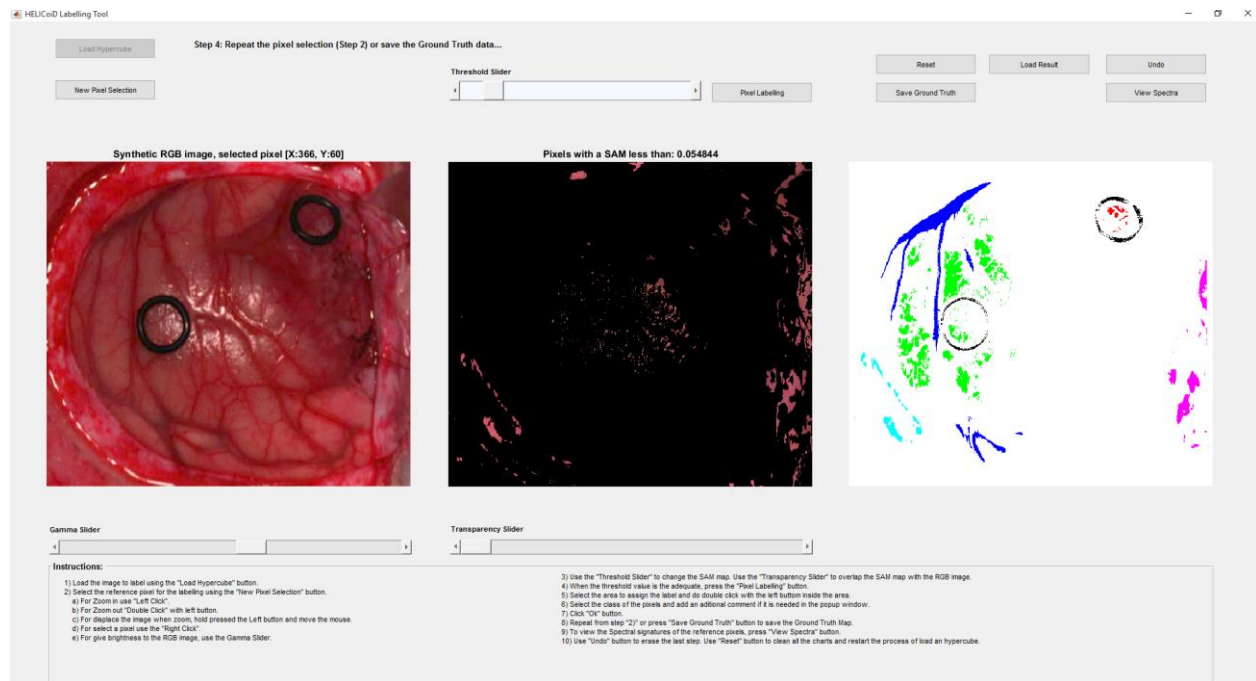 HELICoiD Labelling Tool
Load Hypercube
Step 4: Repeat the pixel selection (Step 2) or save the Ground Truth data...
Reset
Load Result
Undo
Threshold Slider
New Pixel Selection
Pixel Labelling
Save Ground Truth
View Spectra
Synthetic RGB image, selected pixel [X:366, Y:60]
Pixels with a SAM less than: 0.054844
Gamma Slider
Transparency Slider
Instructions:
1) Load the image to label using the "Load Hypercube" button.
2) Select the reference pixel for the labelling using the "New Pixel Selection" button.
a) For Zoom in use "Left Click".
b) For Zoom out "Double Click" with left button.
c) For displace the image when zoom, hold pressed the Left button and move the mouse.
d) For select a pixel use the "Right Click".
e) For give brightness to the RGB image, use the Gamma Slider.
3) Use the "Threshold Slider" to change the SAM map. Use the "Transparency Slider" to overlap the SAM map with the RGB image.
4) When the threshold value is the adequate, press the "Pixel Labelling" button.
5) Select the area to assign the label and do double click with the left buttom inside the area.
6) Select the class of the pixels and add an aditional comment if it is needed in the popup window.
7) Click "Ok" button.
8) Repeat from step "2)" or press "Save Ground Truth" button to save the Ground Truth Map.
9) To view the Spectral signatures of the reference pixels, press "View Spectra" button.
10) Use "Undo" button to erase the last step. Use "Reset" button to clean all the charts and restart the process of load an hypercube.